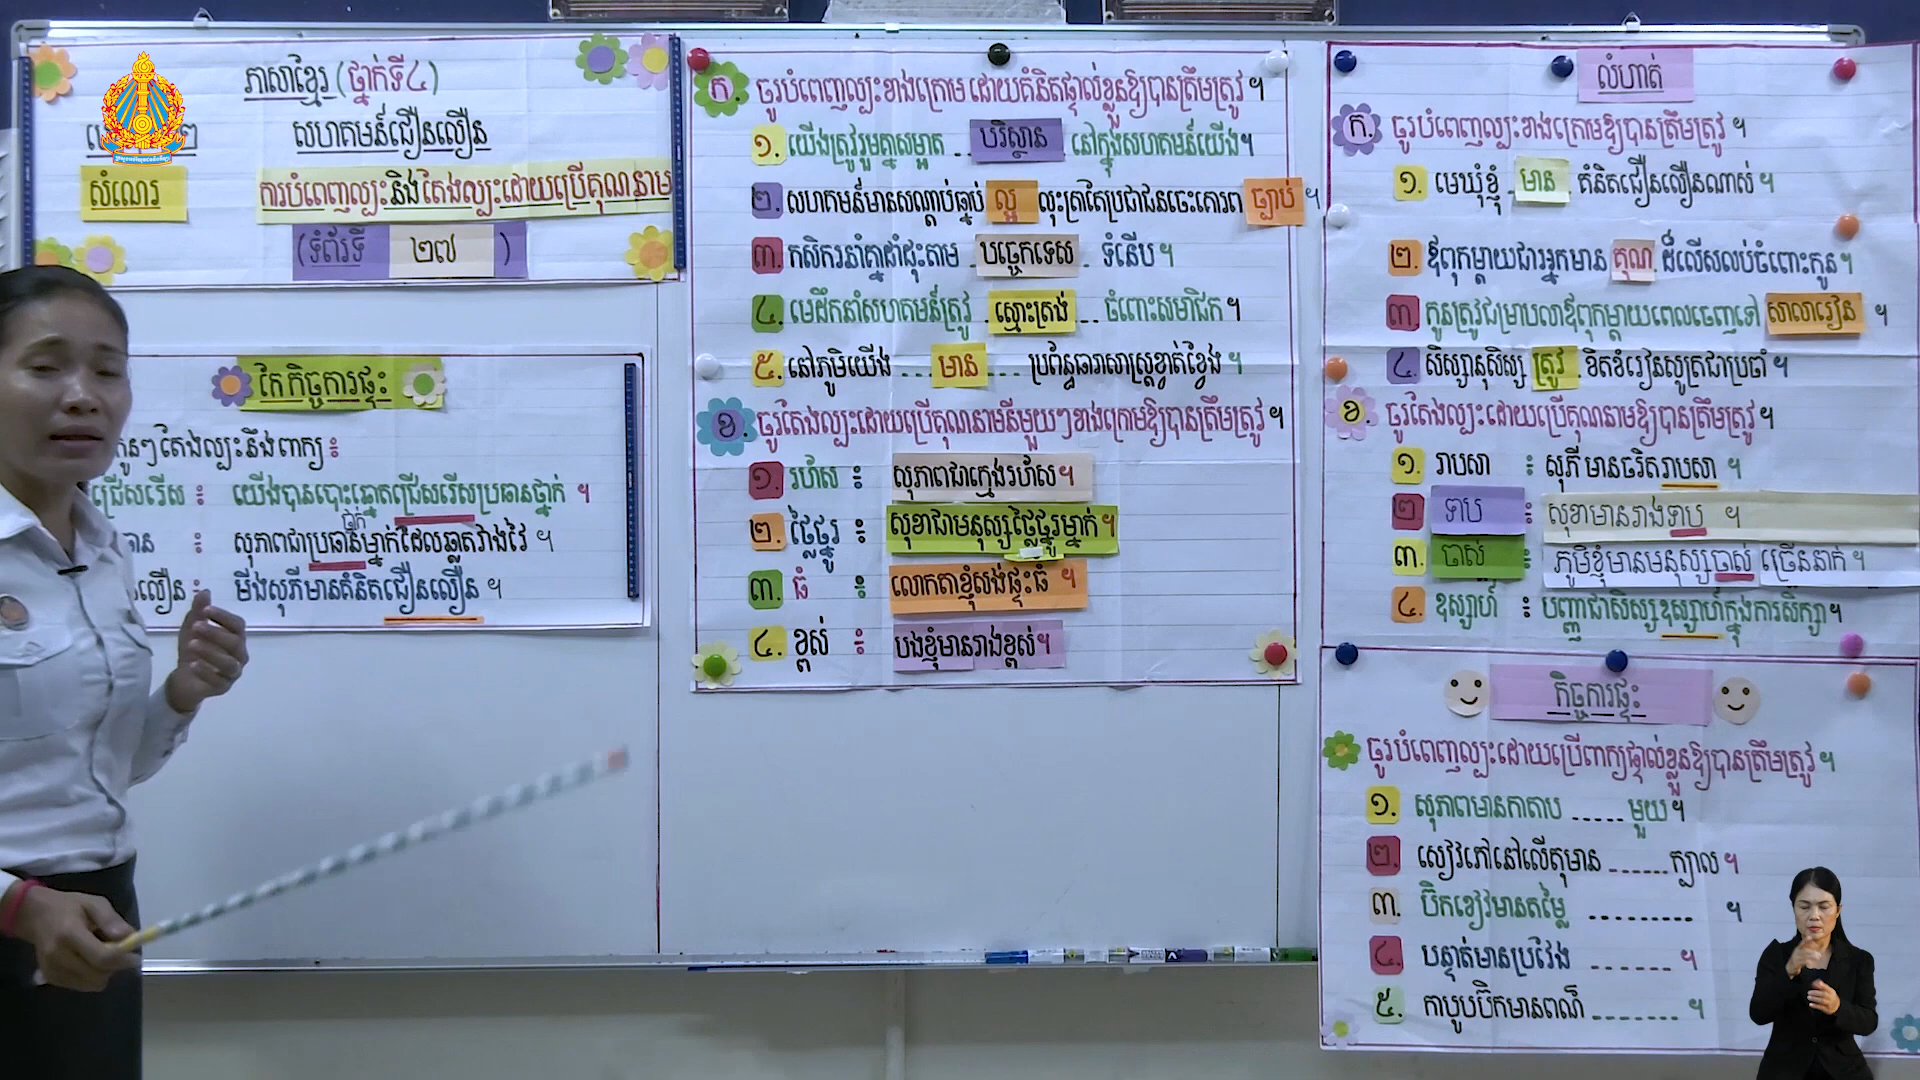 ភាសាខ្មែរ (ថ្នាក់ទី៤)
សហគមន៍ជឿនលឿន
សំណេរ
ការបំពេញល្បះនិងតែងល្បះដោយប្រើគុណនាម
(ទំព័រទី ២៧ )
កែកិច្ចការផ្ទះ
កូនៗតែងល្បះនឹងពាក្យ៖
ជ្រើសរើស ៖ យើងបានបោះឆ្នោតជ្រើសរើសប្រធានថ្នាក់ ។
ថ្នាក់
៖ សុភាពជាប្រធានម្នាក់ដែលឆ្លាតវាងវៃ ។
លឿន ៖ មីងសុភីមានគំនិតជឿនលឿន ។
ក. ចូរបំពេញល្បះខាងក្រោមដោយគំនិតផ្ទាល់ខ្លួនឱ្យបានត្រឹមត្រូវ ។
១. យើងត្រូវរួមគ្នាសម្អាត .. បរិស្ថាន . នៅក្នុងសហគមន៍យើង។
២. សហគមន៍មានសណ្ដាប់ធ្នាប់ ល្អ លុះត្រាតែប្រជាជនចេះគោរព ច្បាប់ ។
៣. កសិករនាំគ្នាដាំដុះតាម បច្ចេកទេស . ទំនើប ។
៤. មេដឹកនាំសហគមន៍ត្រូវ . ស្មោះត្រង់ ... ចំពោះសមាជិក ។
៥. នៅភូមិយើង ... មាន ... ប្រព័ន្ធធារាសាស្ត្រខ្វាត់ខ្វែង ។
ខ. ចូរតែងល្បះដោយប្រើគុណនាមនីមួយៗខាងក្រោមឱ្យបានត្រឹមត្រូវ ។
១. រហ័ស ៖ សុភាពជាក្មេងរហ័ស។
២. ថ្លៃថ្នូរ ៖ សុខាជាមនុស្សថ្លៃថ្នូរម្នាក់ ។
៣. ធំ ៖ លោកតាខ្ញុំសង់ផ្ទះធំ ។
៤. ខ្ពស់ ៖ បងខ្ញុំមានរាងខ្ពស់។
លំហាត់
ក. ចូរបំពេញល្បះខាងក្រោមឱ្យបានត្រឹមត្រូវ ។
១. មេឃុំខ្ញុំ . មាន . គំនិតជឿនលឿនណាស់ ។
២. ឪពុកម្ដាយជាអ្នកមាន គុណ ដ៏លើសលប់ចំពោះកូន។
៣. កូនត្រូវជម្រាបលាឪពុកម្ដាយពេលចេញទៅ សាលារៀន ។
៤. សិស្សានុសិស្ស ត្រូវ . ខិតខំរៀនសូត្រជាប្រចាំ ។
ខ. ចូរតែងល្បះដោយប្រើគុណនាមឱ្យបានត្រឹមត្រូវ ។
១. រាបសា ៖ សុភី មានចរិតរាបសា ។
២ ទាប ៖ សុខាមានរាងទាប ។
៣. ចាស់ ៖ ភូមិខ្ញុំមានមនុស្សចាស់ ច្រើននាក់ ។
៤. ឧស្សាហ៍ ៖ បញ្ញាជាសិស្សឧស្សាហ៍ក្នុងការសិក្សា។
កិច្ចការផ្ទះ
ចូរបំពេញល្បះដោយប្រើពាក្យផ្ទាល់ខ្លួនឱ្យបានត្រឹមត្រូវ ។
១. សុភាពមានកាតាប ..... មួយ ។
២. សៀវភៅនៅលើតុមាន ...... ក្បាល ។
៣. ប៊ិកខៀវមានតម្លៃ ......... ។
៤. បន្ទាត់មានប្រវែង ...... ។
៥. កាបូបប៊ិកមានពណ៌ ....... ។